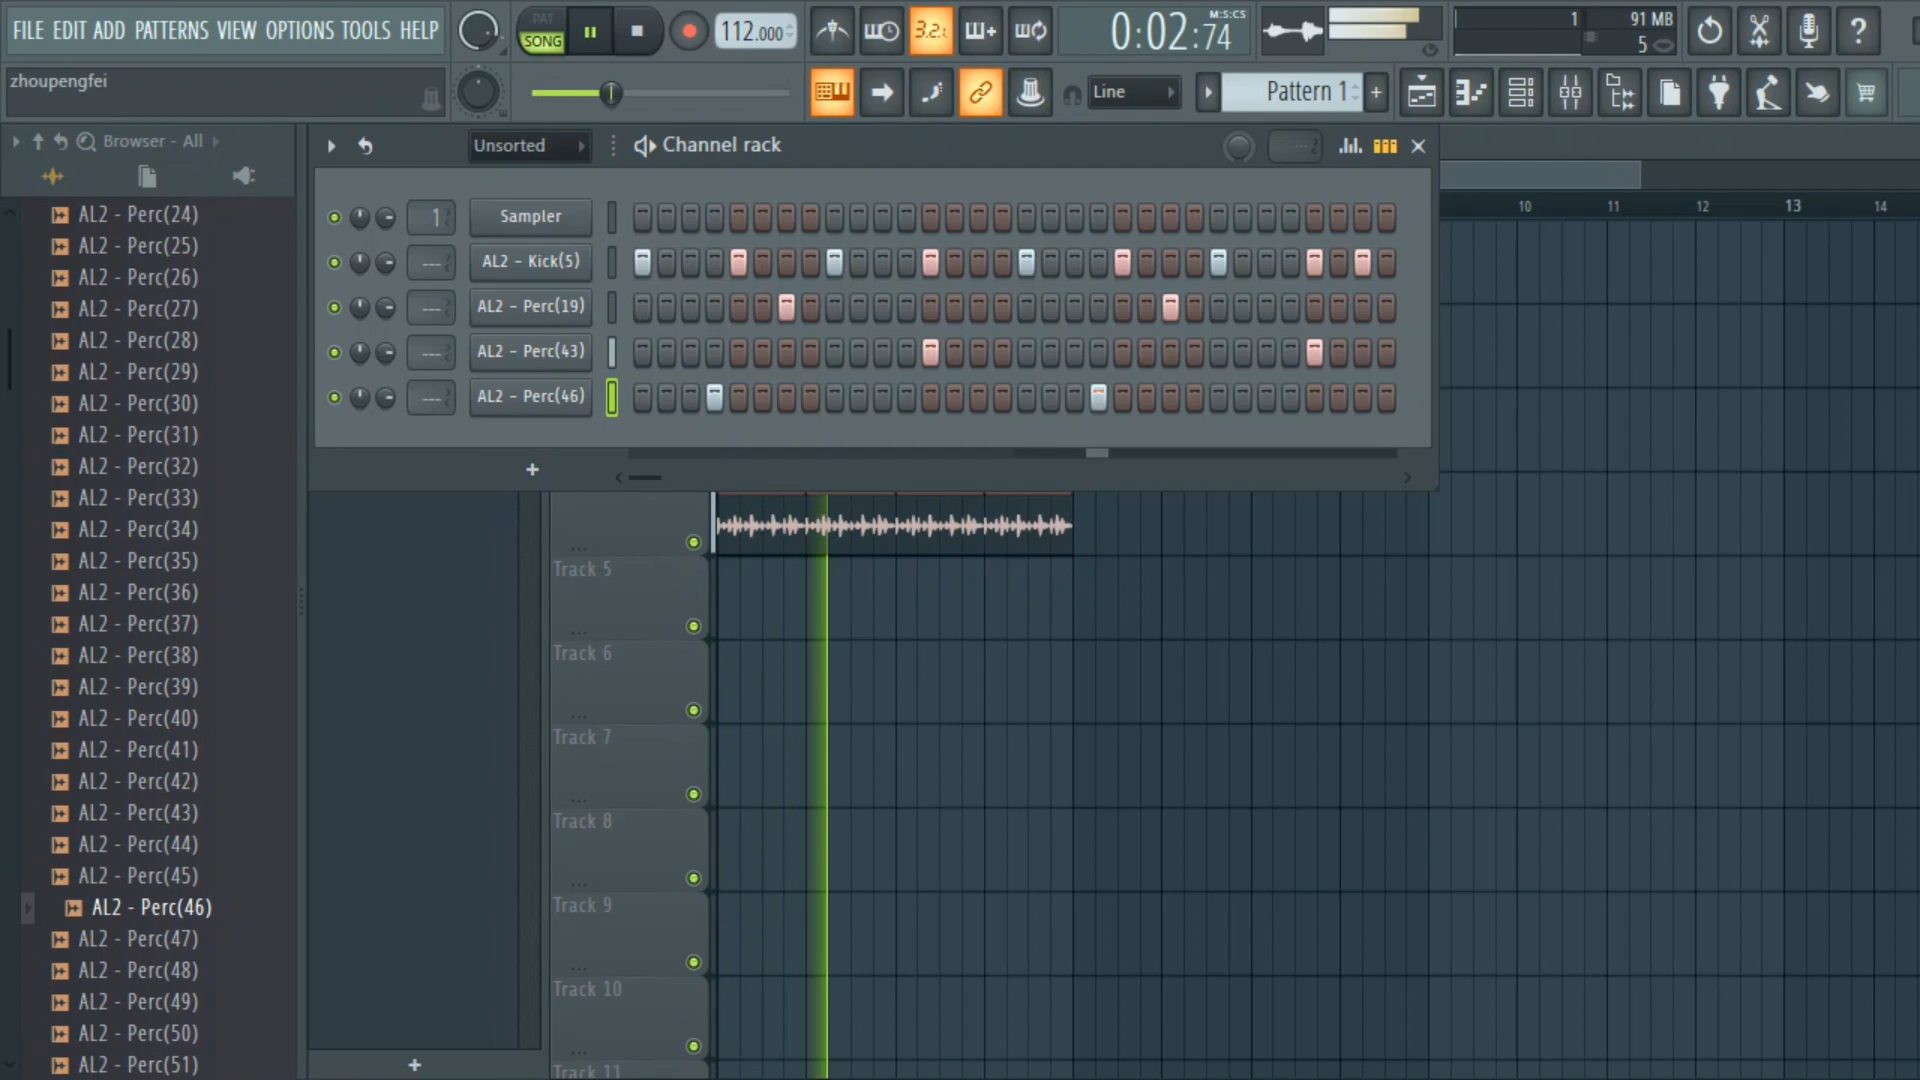 FILE EDIT ADD PATTERNS VIEW OPTIONS TOOLS HELP
PAT
SONG
112.000
3.2.
0:02:74
M:S:CS
1
91 MB
5
zhoupengfei
Line
Pattern 1
+
Browser - All
Unsorted
Channel rack
1
Sampler
AL2 - Kick(5)
AL2 - Perc(19)
AL2 - Perc(43)
AL2 - Perc(46)
+
10
11
12
13
14
AL2 - Perc(24)
AL2 - Perc(25)
AL2 - Perc(26)
AL2 - Perc(27)
AL2 - Perc(28)
AL2 - Perc(29)
AL2 - Perc(30)
AL2 - Perc(31)
AL2 - Perc(32)
AL2 - Perc(33)
AL2 - Perc(34)
AL2 - Perc(35)
AL2 - Perc(36)
AL2 - Perc(37)
AL2 - Perc(38)
AL2 - Perc(39)
AL2 - Perc(40)
AL2 - Perc(41)
AL2 - Perc(42)
AL2 - Perc(43)
AL2 - Perc(44)
AL2 - Perc(45)
AL2 - Perc(46)
AL2 - Perc(47)
AL2 - Perc(48)
AL2 - Perc(49)
AL2 - Perc(50)
AL2 - Perc(51)
Track 5
Track 6
Track 7
Track 8
Track 9
Track 10
Track 11
+